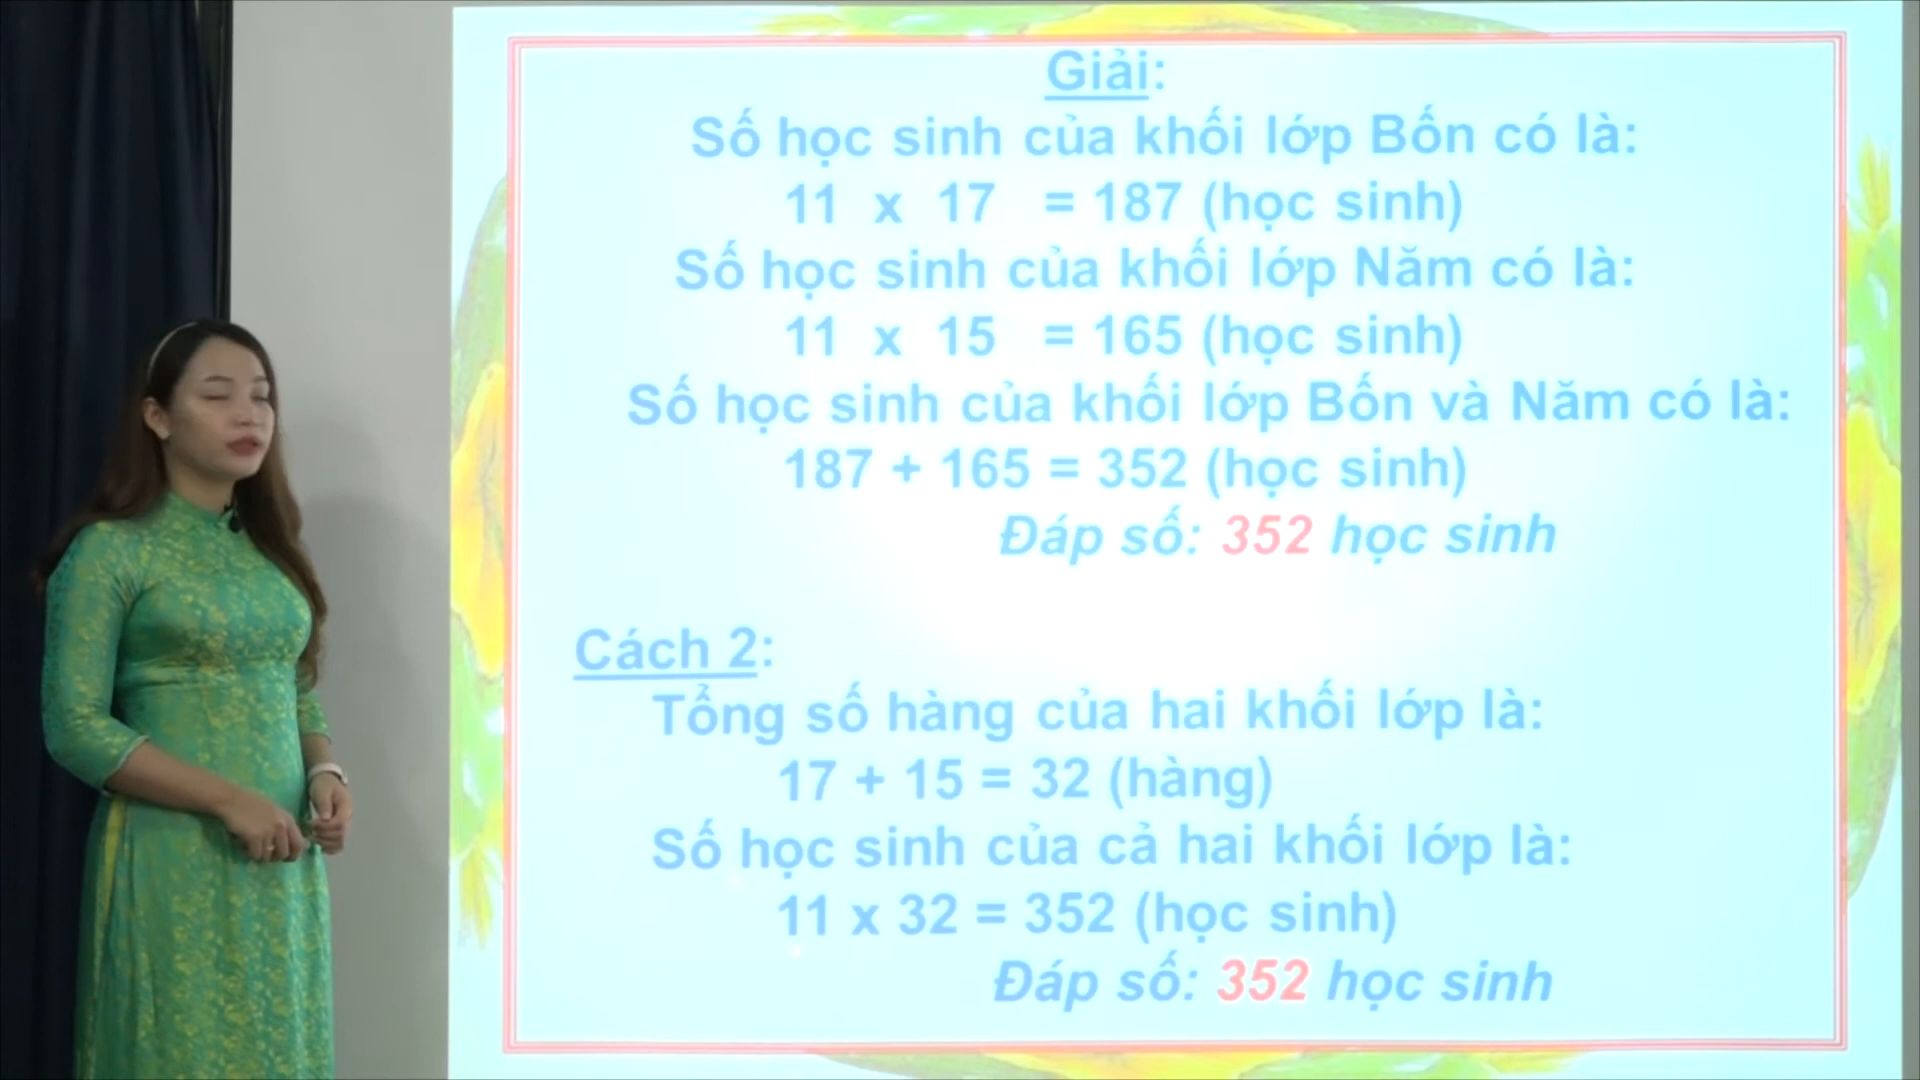 Giải:
Số học sinh của khối lớp Bốn có là:
11 x 17 = 187 (học sinh)
Số học sinh của khối lớp Năm có là:
11 x 15 = 165 (học sinh)
Số học sinh của khối lớp Bốn và Năm có là:
187 + 165 = 352 (học sinh)
Đáp số: 352 học sinh
Cách 2:
Tổng số hàng của hai khối lớp là:
17 + 15 = 32 (hàng)
Số học sinh của cả hai khối lớp là:
11 x 32 = 352 (học sinh)
Đáp số: 352 học sinh